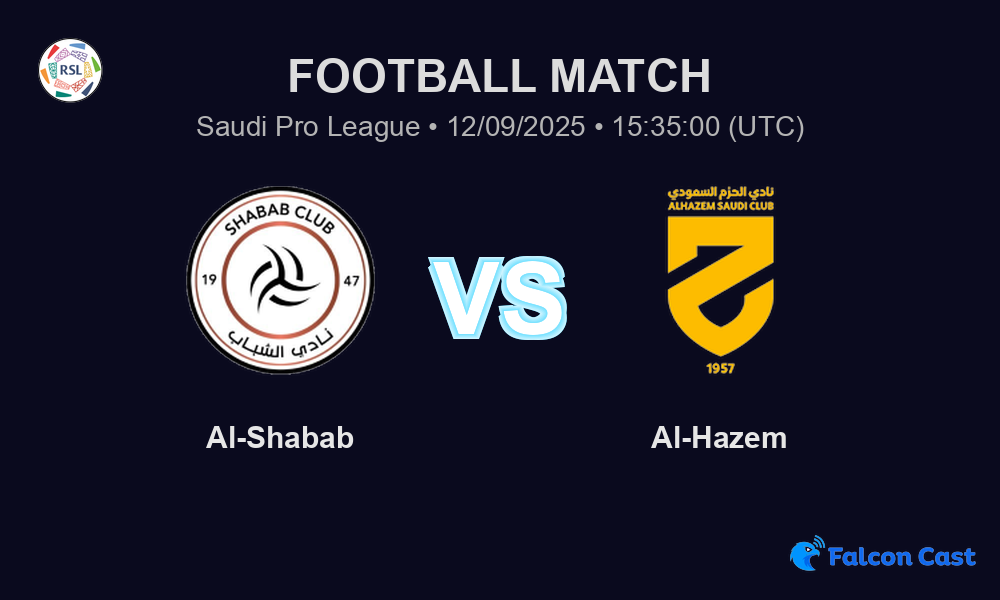 RSL
FOOTBALL MATCH
Saudi Pro League • 12/09/2025 • 15:35:00 (UTC)
SHABAB CLUB
19 47
نادي الشباب
VS
نادي الحزم السعودي
ALHAZEM SAUDI CLUB
1957
Al-Shabab
Al-Hazem
Falcon Cast